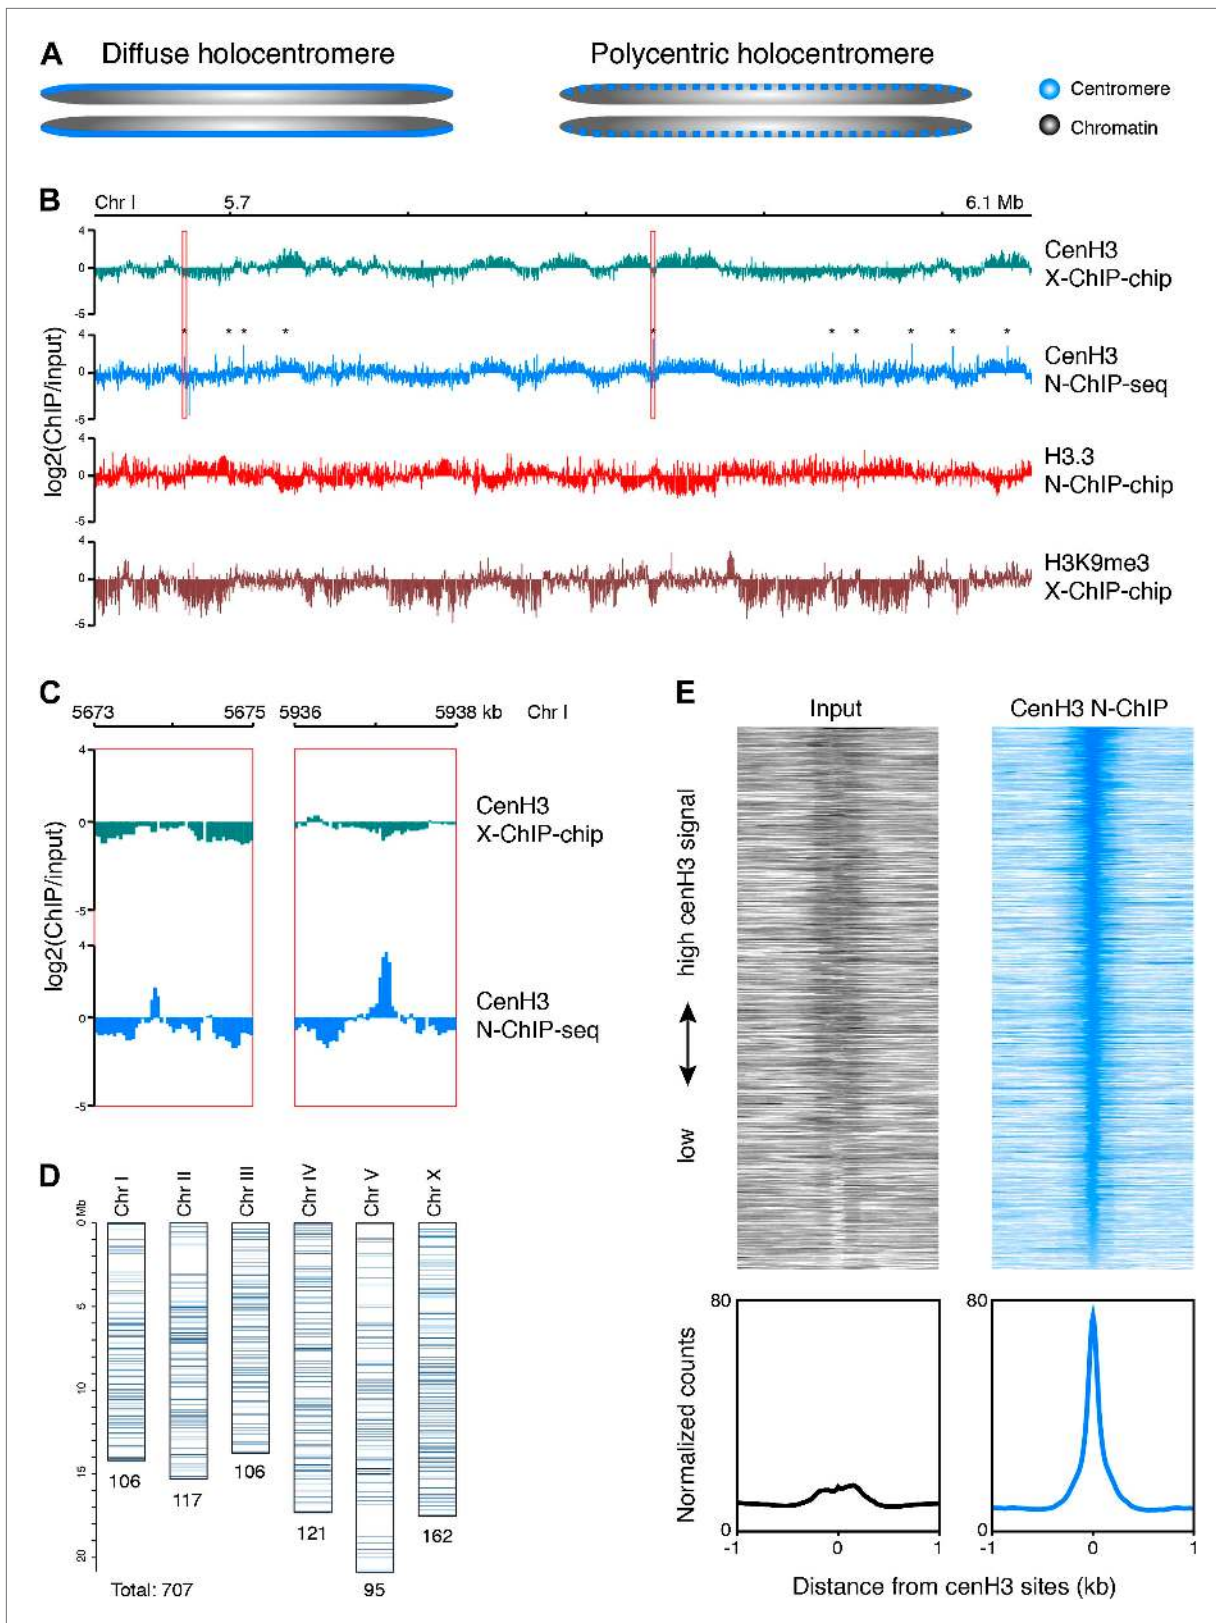 A Diffuse holocentromere Polycentric holocentromere
Centromere
Chromatin
B Chr I 5.7 6.1 Mb
log2(ChIP/input)
4
0
-5
CenH3
X-ChIP-chip
* * * * * * * * * *
4
0
-5
CenH3
N-ChIP-seq
4
0
-5
H3.3
N-ChIP-chip
4
0
-5
H3K9me3
X-ChIP-chip
C
5673 5675 5936 5938 kb Chr I
log2(ChIP/input)
4
0
-5
CenH3
X-ChIP-chip
4
0
-5
CenH3
N-ChIP-seq
D
Chr I Chr II Chr III Chr IV Chr V Chr X
0 Mb
5
10
15
20
106 117 106 121 95 162
Total: 707
E
Input CenH3 N-ChIP
high cenH3 signal
low
Normalized counts
80 80
0 0
-1 0 1 -1 0 1
Distance from cenH3 sites (kb)